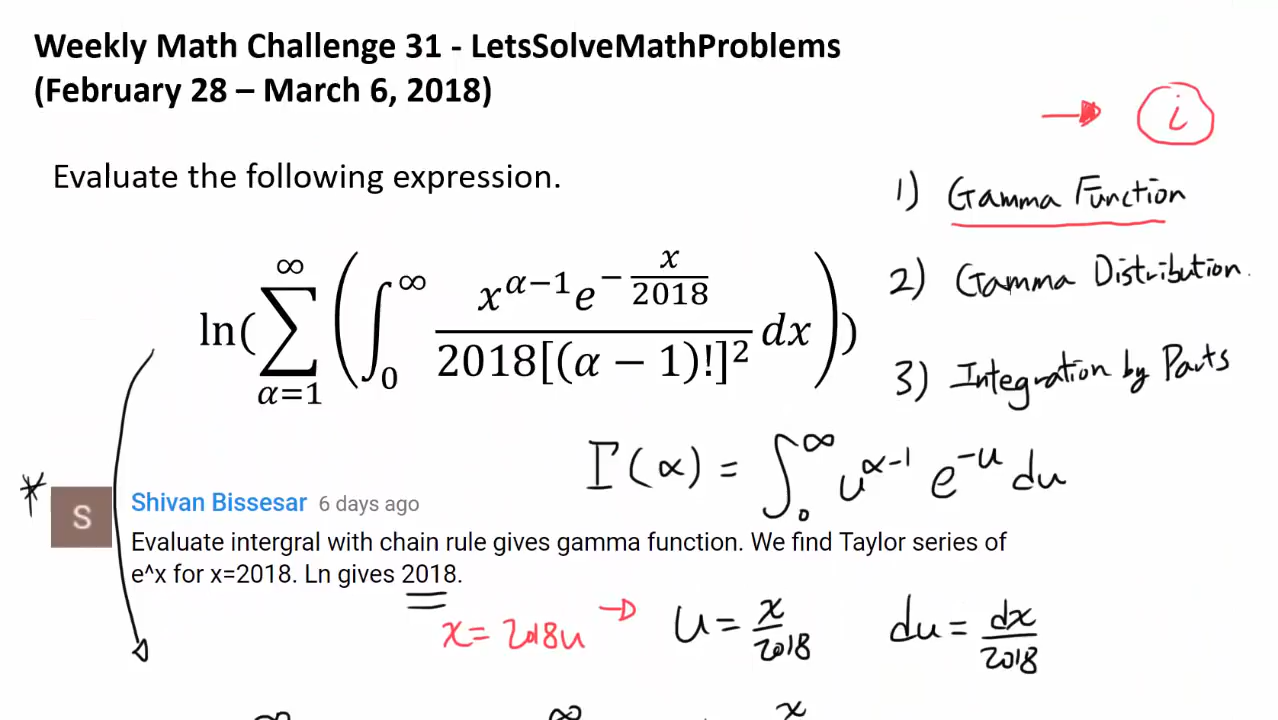 Weekly Math Challenge 31 - LetsSolveMathProblems
(February 28 – March 6, 2018)
i
Evaluate the following expression.
1) Gamma Function
2) Gamma Distribution.
3) Integration by Parts
ln(∑_{α=1}^{∞} (∫_0^∞ x^{α−1}e^{−x/2018} / 2018[(α − 1)!]² dx))
Γ(α) = ∫_0^∞ u^{α-1} e^{-u} du
*
S
Shivan Bissesar 6 days ago
Evaluate intergral with chain rule gives gamma function. We find Taylor series of
e^x for x=2018. Ln gives 2018.
x = 2018u → u = x/2018 du = dx/2018
∞ ∞ x